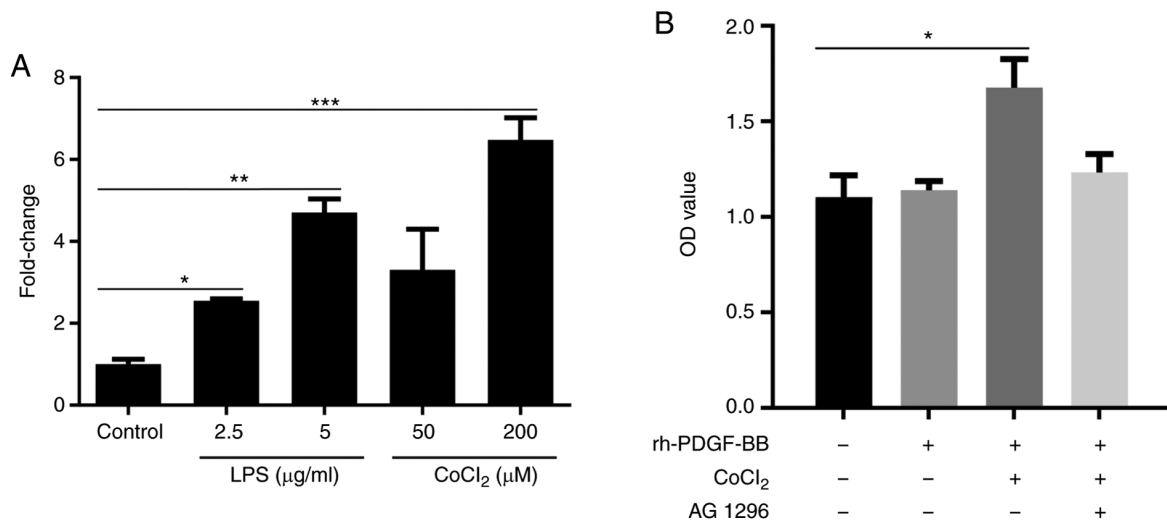 A
Fold-change
8
6
4
2
0
***
**
*
Control 2.5 5 50 200
LPS (μg/ml) CoCl₂ (μM)
B
OD value
2.0
1.5
1.0
0.5
0.0
*
rh-PDGF-BB – + + +
CoCl₂ – – + +
AG 1296 – – – +